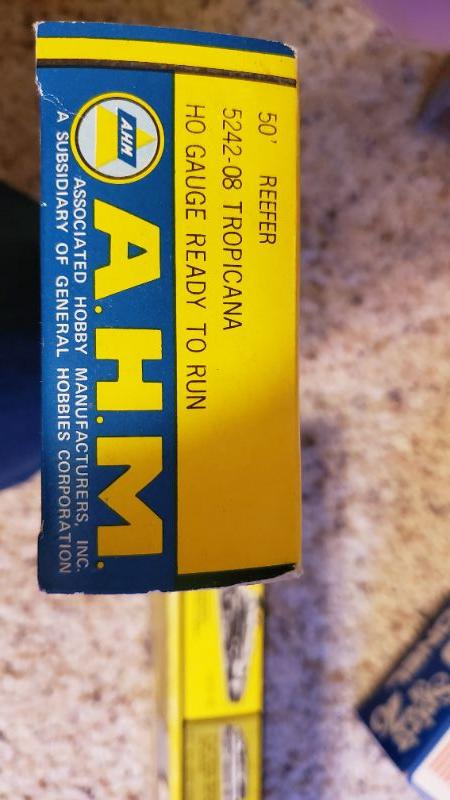 50' REEFER
5242-08 TROPICANA
HO GAUGE READY TO RUN
AHM
A.H.M.
ASSOCIATED HOBBY MANUFACTURERS, INC.
A SUBSIDIARY OF GENERAL HOBBIES CORPORATION